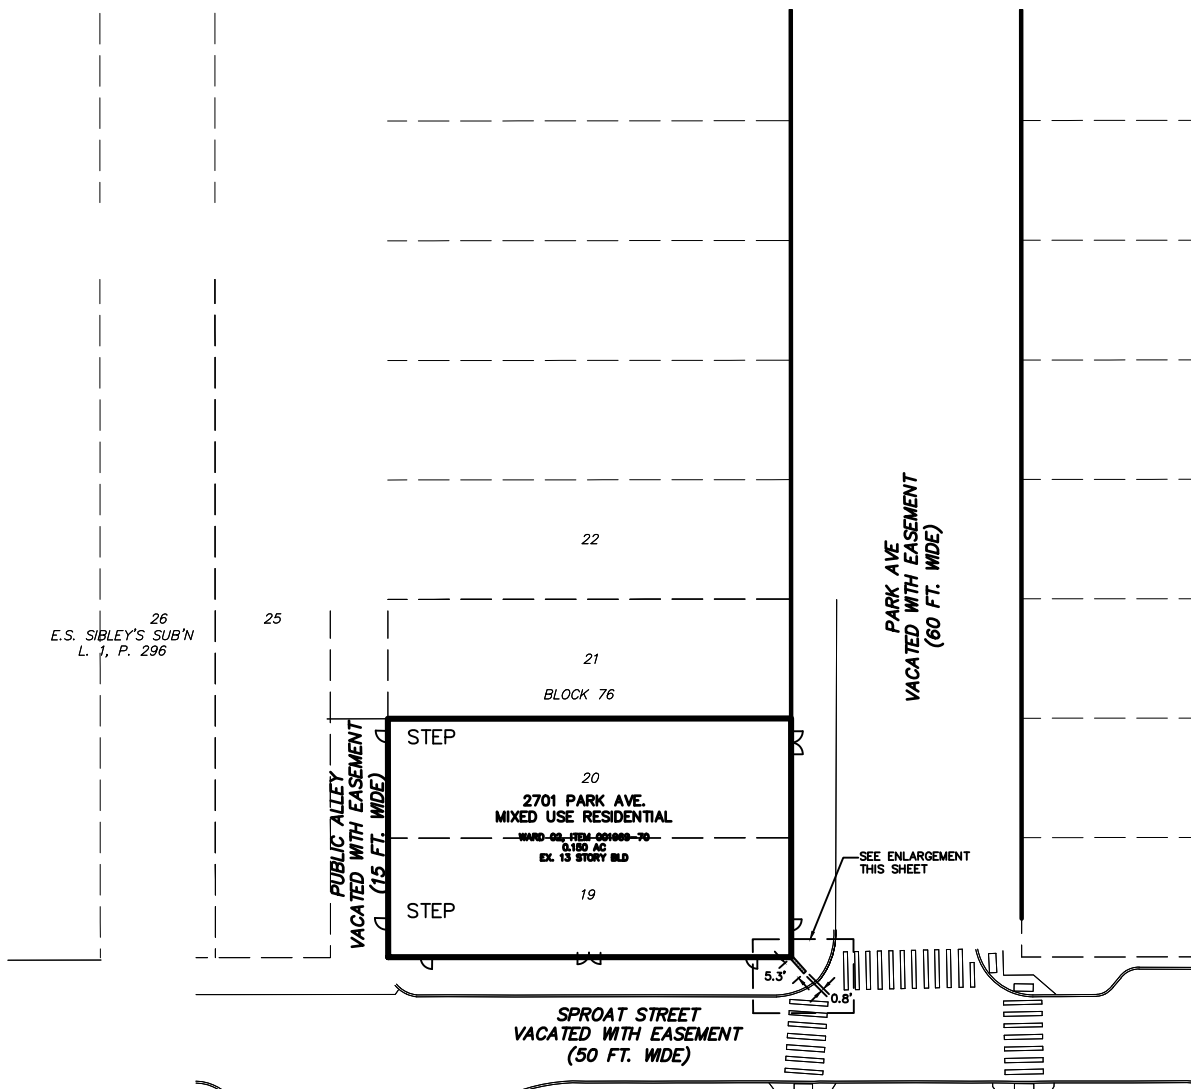 22
PARK AVE
VACATED WITH EASEMENT
(60 FT. WIDE)
26
25
E.S. SIBLEY'S SUB'N
L. 1, P. 296
21
BLOCK 76
PUBLIC ALLEY
VACATED WITH EASEMENT
(15 FT. WIDE)
STEP
20
2701 PARK AVE.
MIXED USE RESIDENTIAL
WARD 02, ITEM
0.150 AC
EX. 13 STORY BLD
SEE ENLARGEMENT
THIS SHEET
19
STEP
5.3'
0.8'
SPROAT STREET
VACATED WITH EASEMENT
(50 FT. WIDE)